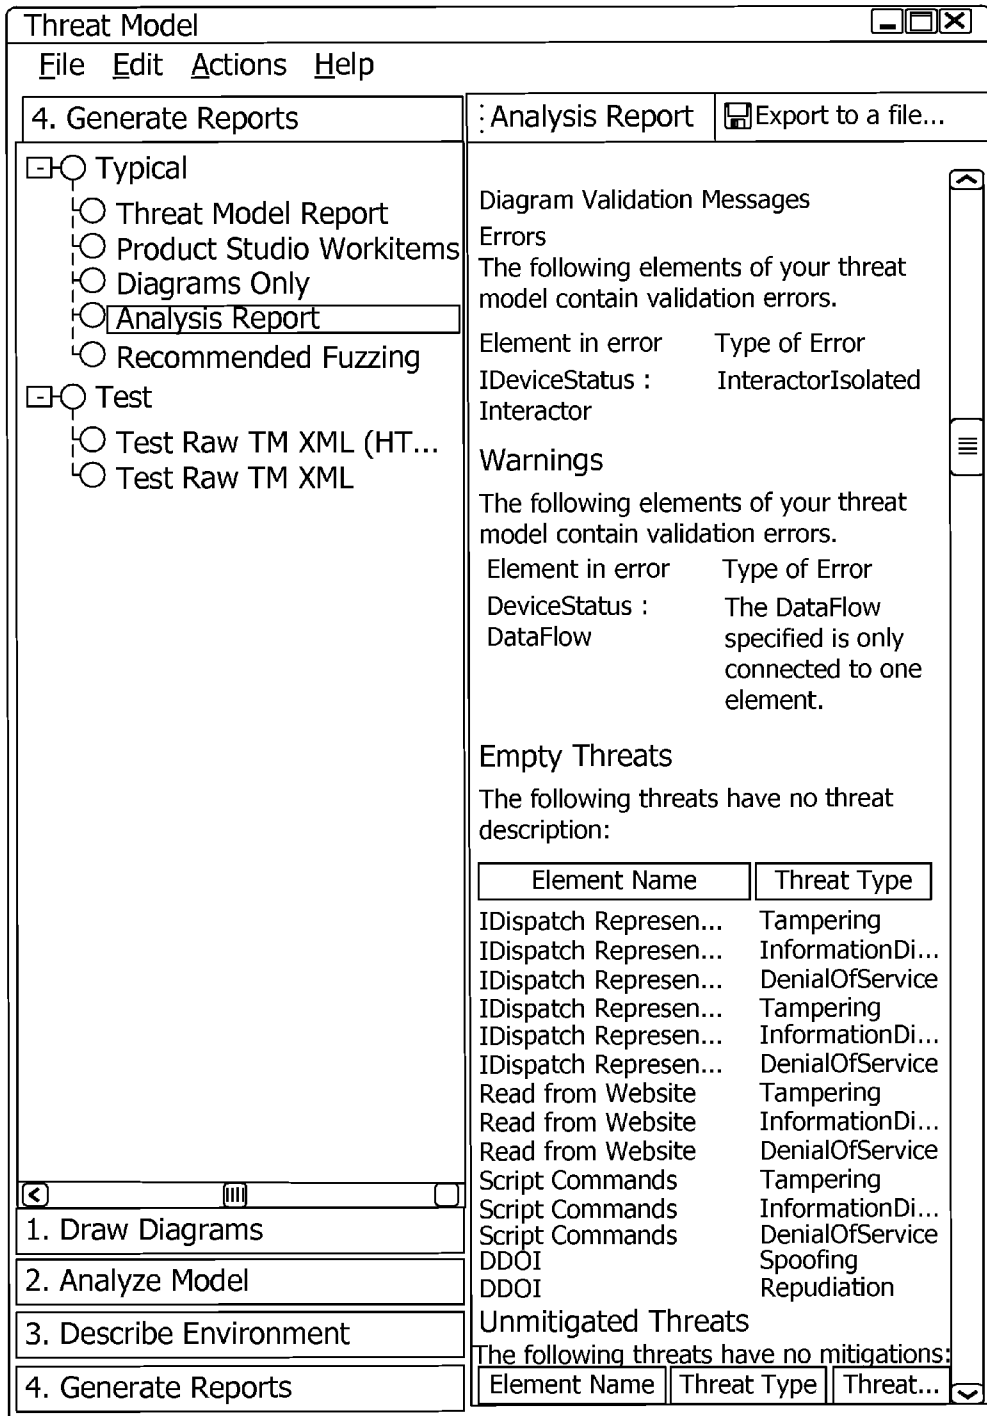 Threat Model
File Edit Actions Help
4. Generate Reports
Typical
Threat Model Report
Product Studio Workitems
Diagrams Only
Analysis Report
Recommended Fuzzing
Test
Test Raw TM XML (HT...
Test Raw TM XML
1. Draw Diagrams
2. Analyze Model
3. Describe Environment
4. Generate Reports
Analysis Report Export to a file...
Diagram Validation Messages
Errors
The following elements of your threat
model contain validation errors.
Element in error Type of Error
IDeviceStatus : InteractorIsolated
Interactor
Warnings
The following elements of your threat
model contain validation errors.
Element in error Type of Error
DeviceStatus : The DataFlow
DataFlow specified is only
connected to one
element.
Empty Threats
The following threats have no threat
description:
Element Name Threat Type
IDispatch Represen... Tampering
IDispatch Represen... InformationDi...
IDispatch Represen... DenialOfService
IDispatch Represen... Tampering
IDispatch Represen... InformationDi...
IDispatch Represen... DenialOfService
Read from Website Tampering
Read from Website InformationDi...
Read from Website DenialOfService
Script Commands Tampering
Script Commands InformationDi...
Script Commands DenialOfService
DDOI Spoofing
DDOI Repudiation
Unmitigated Threats
The following threats have no mitigations:
Element Name Threat Type Threat...